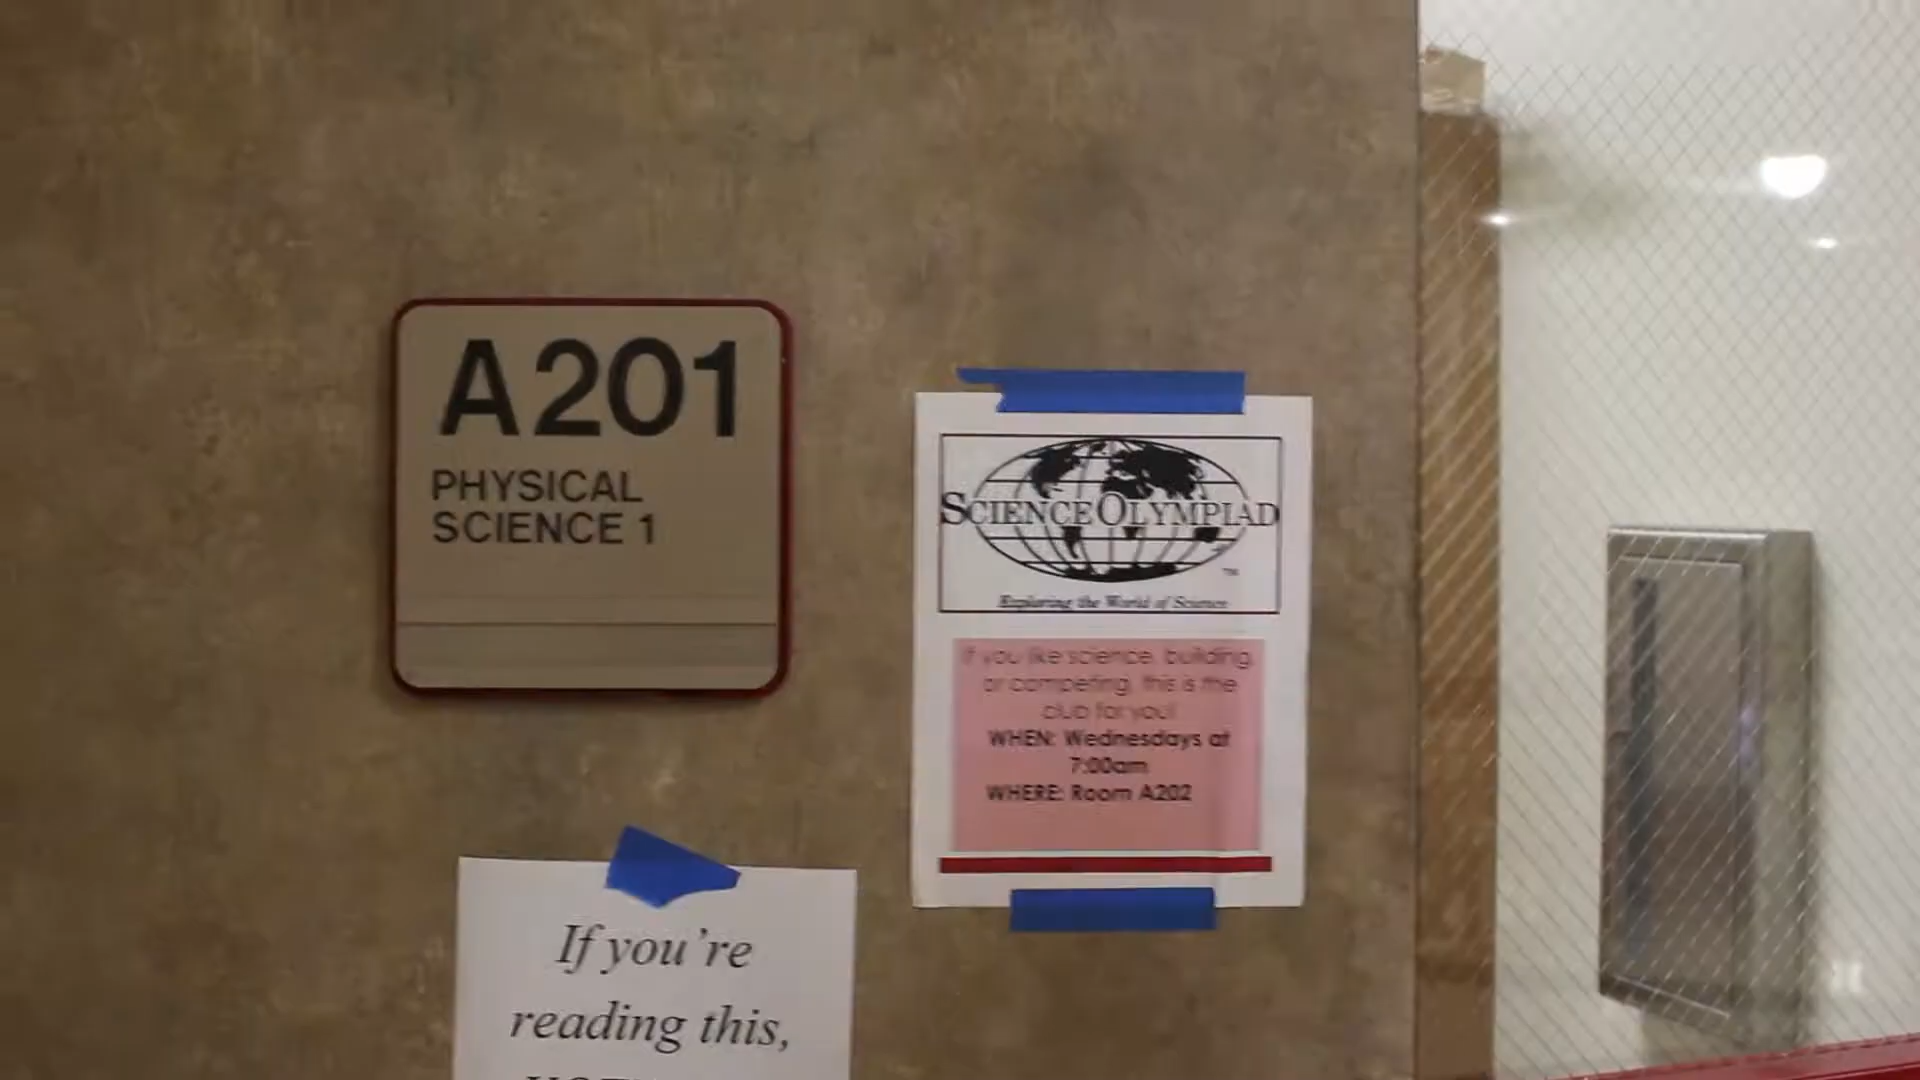 A201
PHYSICAL
SCIENCE 1
SCIENCE OLYMPIAD
TM
Exploring the World of Science
If you like science, building,
or competing, this is the
club for you!
WHEN: Wednesdays at
7:00am
WHERE: Room A202
If you're
reading this,